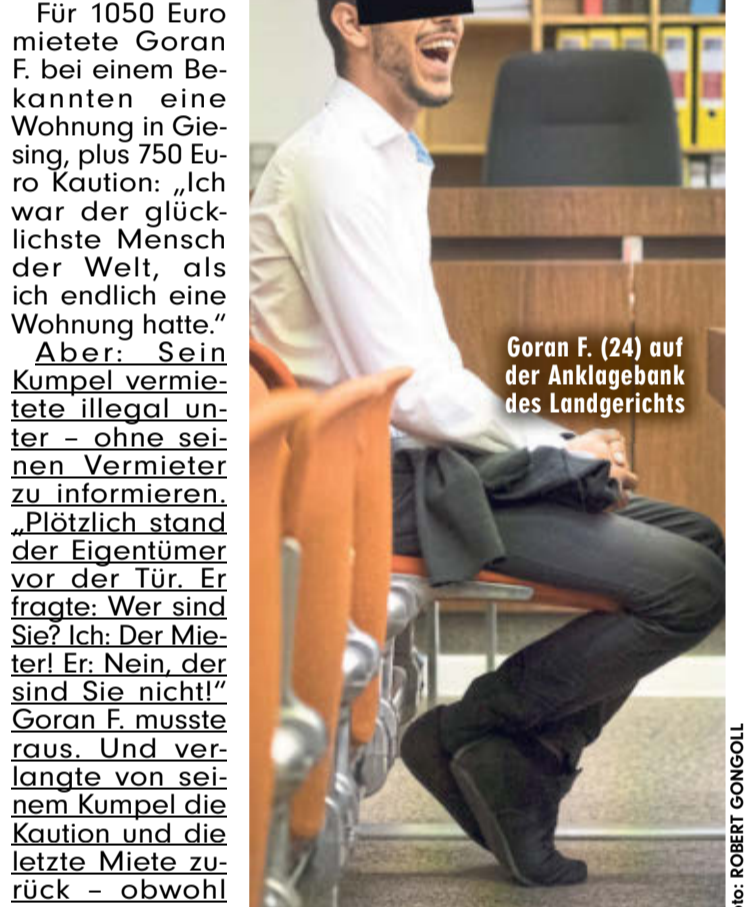 Für 1050 Euro
mietete Goran
F. bei einem Be-
kannten eine
Wohnung in Gie-
sing, plus 750 Eu-
ro Kaution: „Ich
war der glück-
lichste Mensch
der Welt, als
ich endlich eine
Wohnung hatte.“
Aber: Sein
Kumpel vermie-
tete illegal un-
ter – ohne sei-
nen Vermieter
zu informieren.
„Plötzlich stand
der Eigentümer
vor der Tür. Er
fragte: Wer sind
Sie? Ich: Der Mie-
ter! Er: Nein, der
sind Sie nicht!“
Goran F. musste
raus. Und ver-
langte von sei-
nem Kumpel die
Kaution und die
letzte Miete zu-
rück – obwohl
Goran F. (24) auf
der Anklagebank
des Landgerichts
to: ROBERT GONGOLL